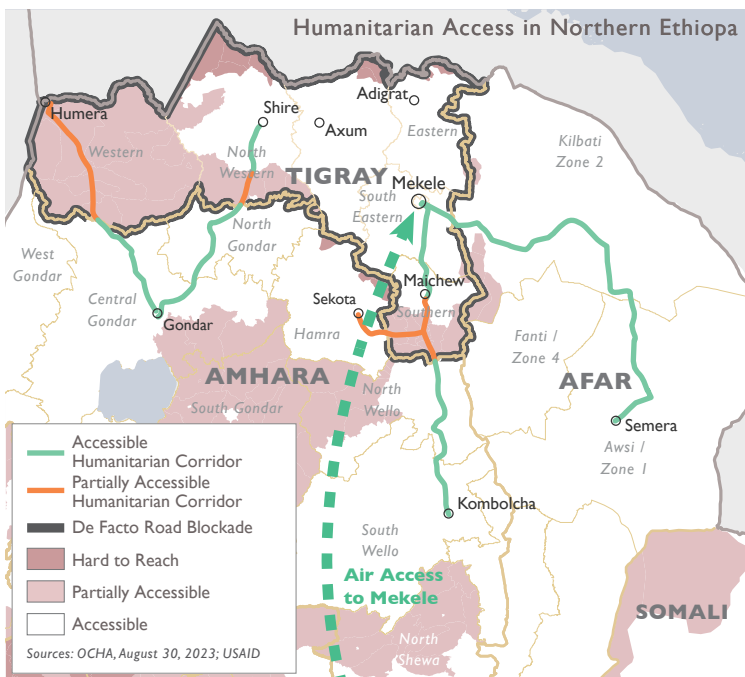 Humanitarian Access in Northern Ethiopa
Adigrat
Humera
Shire
Axum
Eastern
Kilbati
Zone 2
Western
North
Western
TIGRAY
Mekele
South
Eastern
North
Gondar
West
Gondar
Central
Gondar
Gondar
Sekota
Maichew
Southern
Hamra
Fanti /
Zone 4
AMHARA
AFAR
North
Wello
South Gondar
Semera
Awsi /
Zone 1
Accessible
Humanitarian Corridor
Partially Accessible
Humanitarian Corridor
De Facto Road Blockade
Hard to Reach
Partially Accessible
Accessible
Sources: OCHA, August 30, 2023; USAID
Kombolcha
South
Wello
Air Access
to Mekele
SOMALI
North
Shewa